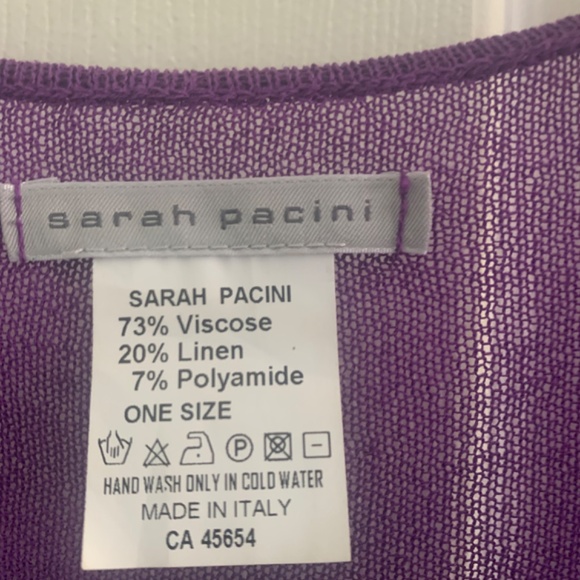 sarah pacini
SARAH PACINI
73% Viscose
20% Linen
7% Polyamide
ONE SIZE
P
HAND WASH ONLY IN COLD WATER
MADE IN ITALY
CA 45654